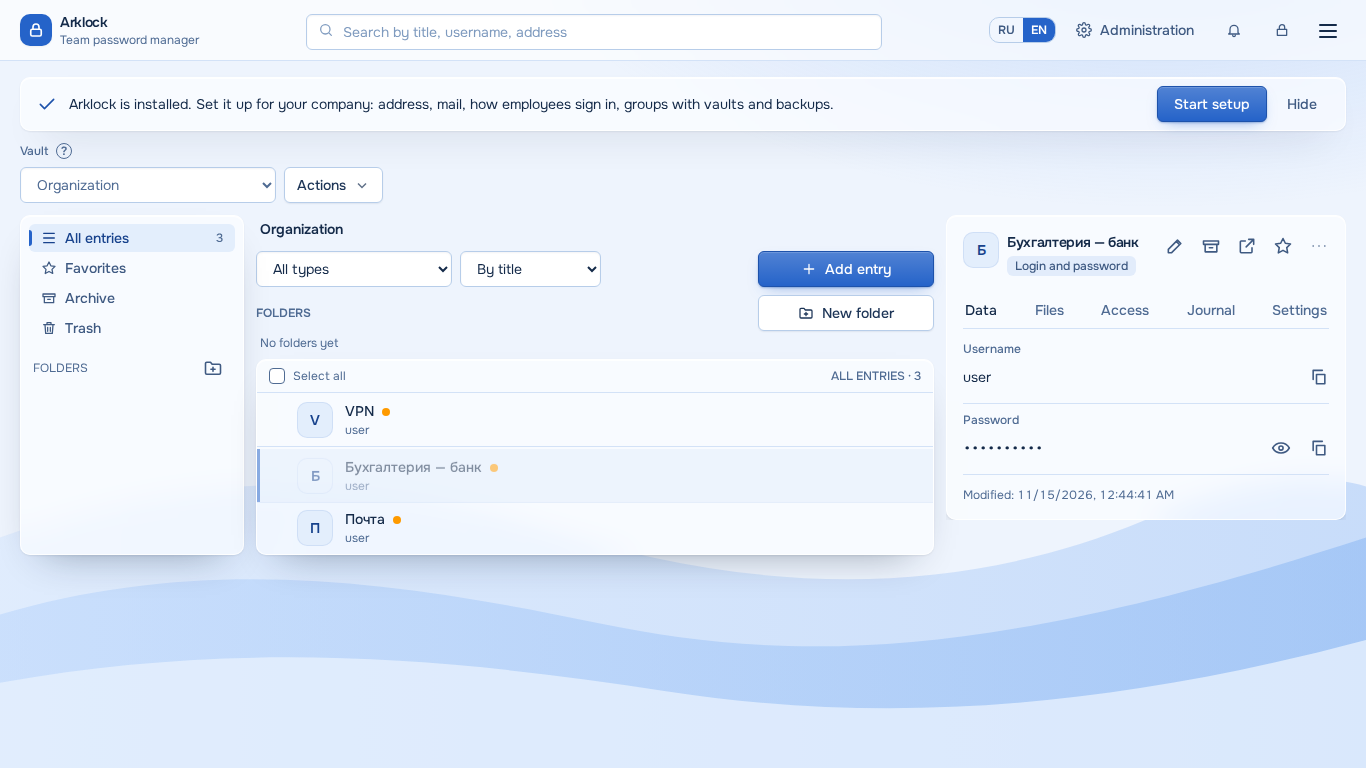 Arklock
Team password manager
Search by title, username, address
RU EN
Administration
Arklock is installed. Set it up for your company: address, mail, how employees sign in, groups with vaults and backups.
Start setup
Hide
Vault ?
Organization
Actions
All entries 3
Favorites
Archive
Trash
FOLDERS
Organization
All types
By title
Add entry
FOLDERS
New folder
No folders yet
Select all
ALL ENTRIES · 3
V
VPN
user
Б
Бухгалтерия — банк
user
П
Почта
user
Б
Бухгалтерия — банк
Login and password
Data Files Access Journal Settings
Username
user
Password
••••••••••
Modified: 11/15/2026, 12:44:41 AM